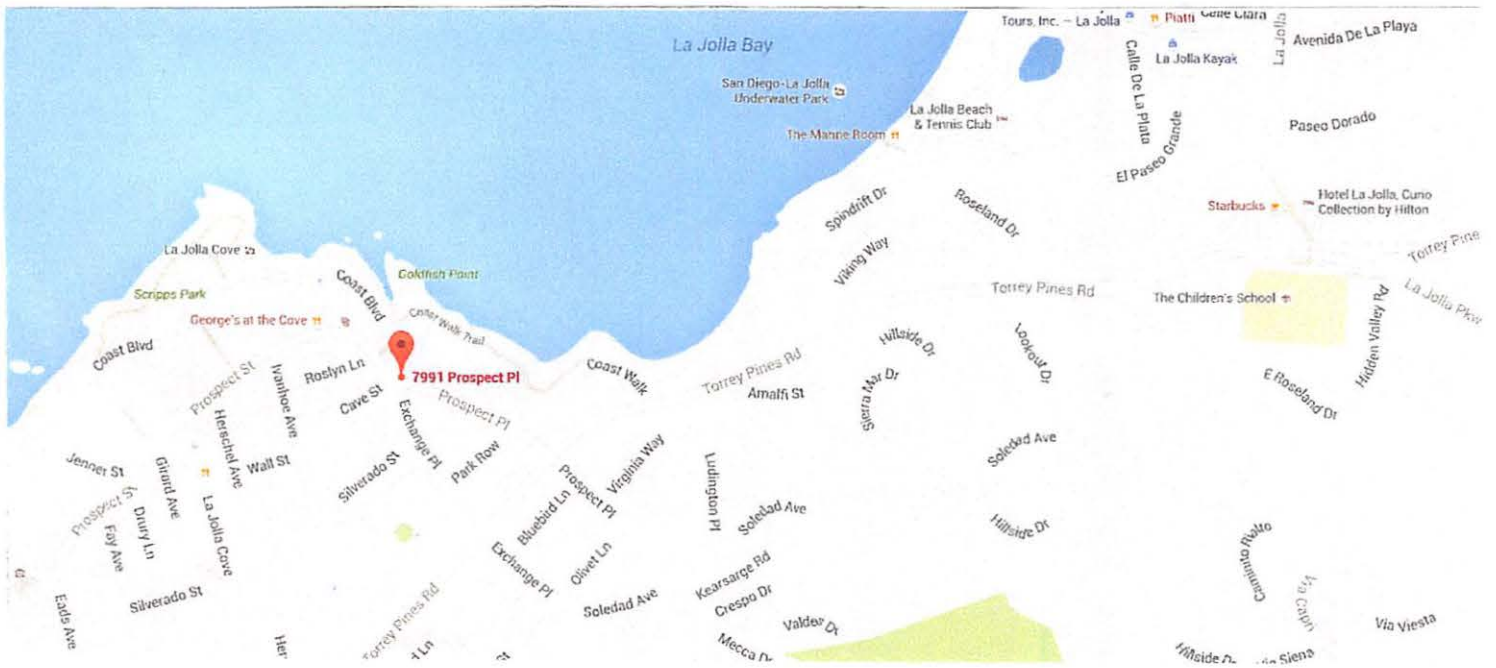 Tours, Inc. – La Jolla
Piatti
Calle Clara
La Jolla
Avenida De La Playa
La Jolla Bay
La Jolla Kayak
Calle De La Plata
San Diego-La Jolla
Underwater Park
La Jolla Beach
& Tennis Club
The Marine Room
Paseo Dorado
El Paseo Grande
Spindrift Dr
Roseland Dr
Starbucks
Hotel La Jolla, Curio
Collection by Hilton
Torrey Pine
La Jolla Cove
Viking Way
Goldfish Point
Coast Blvd
Scripps Park
Torrey Pines Rd
The Children's School
La Jolla Pkw
Hidden Valley Rd
George's at the Cove
Coast Walk Trail
Coast Blvd
Hillside Dr
Lookout Dr
Prospect St
Ivanhoe Ave
Roslyn Ln
Cave St
7991 Prospect Pl
Coast Walk
Torrey Pines Rd
Amalfi St
Sierra Mar Dr
E Roseland Dr
Herschel Ave
Exchange Pl
Prospect Pl
Jenner St
Girard Ave
Wall St
Silverado St
Park Row
Virginia Way
Soledad Ave
Prospect S
Drury Ln
Fay Ave
La Jolla Cove
Bluebird Ln
Prospect Pl
Ludington Pl
Soledad Ave
Hillside Dr
Exchange Pl
Olivet Ln
Kearsarge Rd
Caminito Rialto
Via Capri
Eads Ave
Silverado St
Torrey Pines Rd
Soledad Ave
Crespo Dr
Valdes Dr
Via Viesta
Her
Ln
Mecca Dr
Hillside Dr
Via Siena